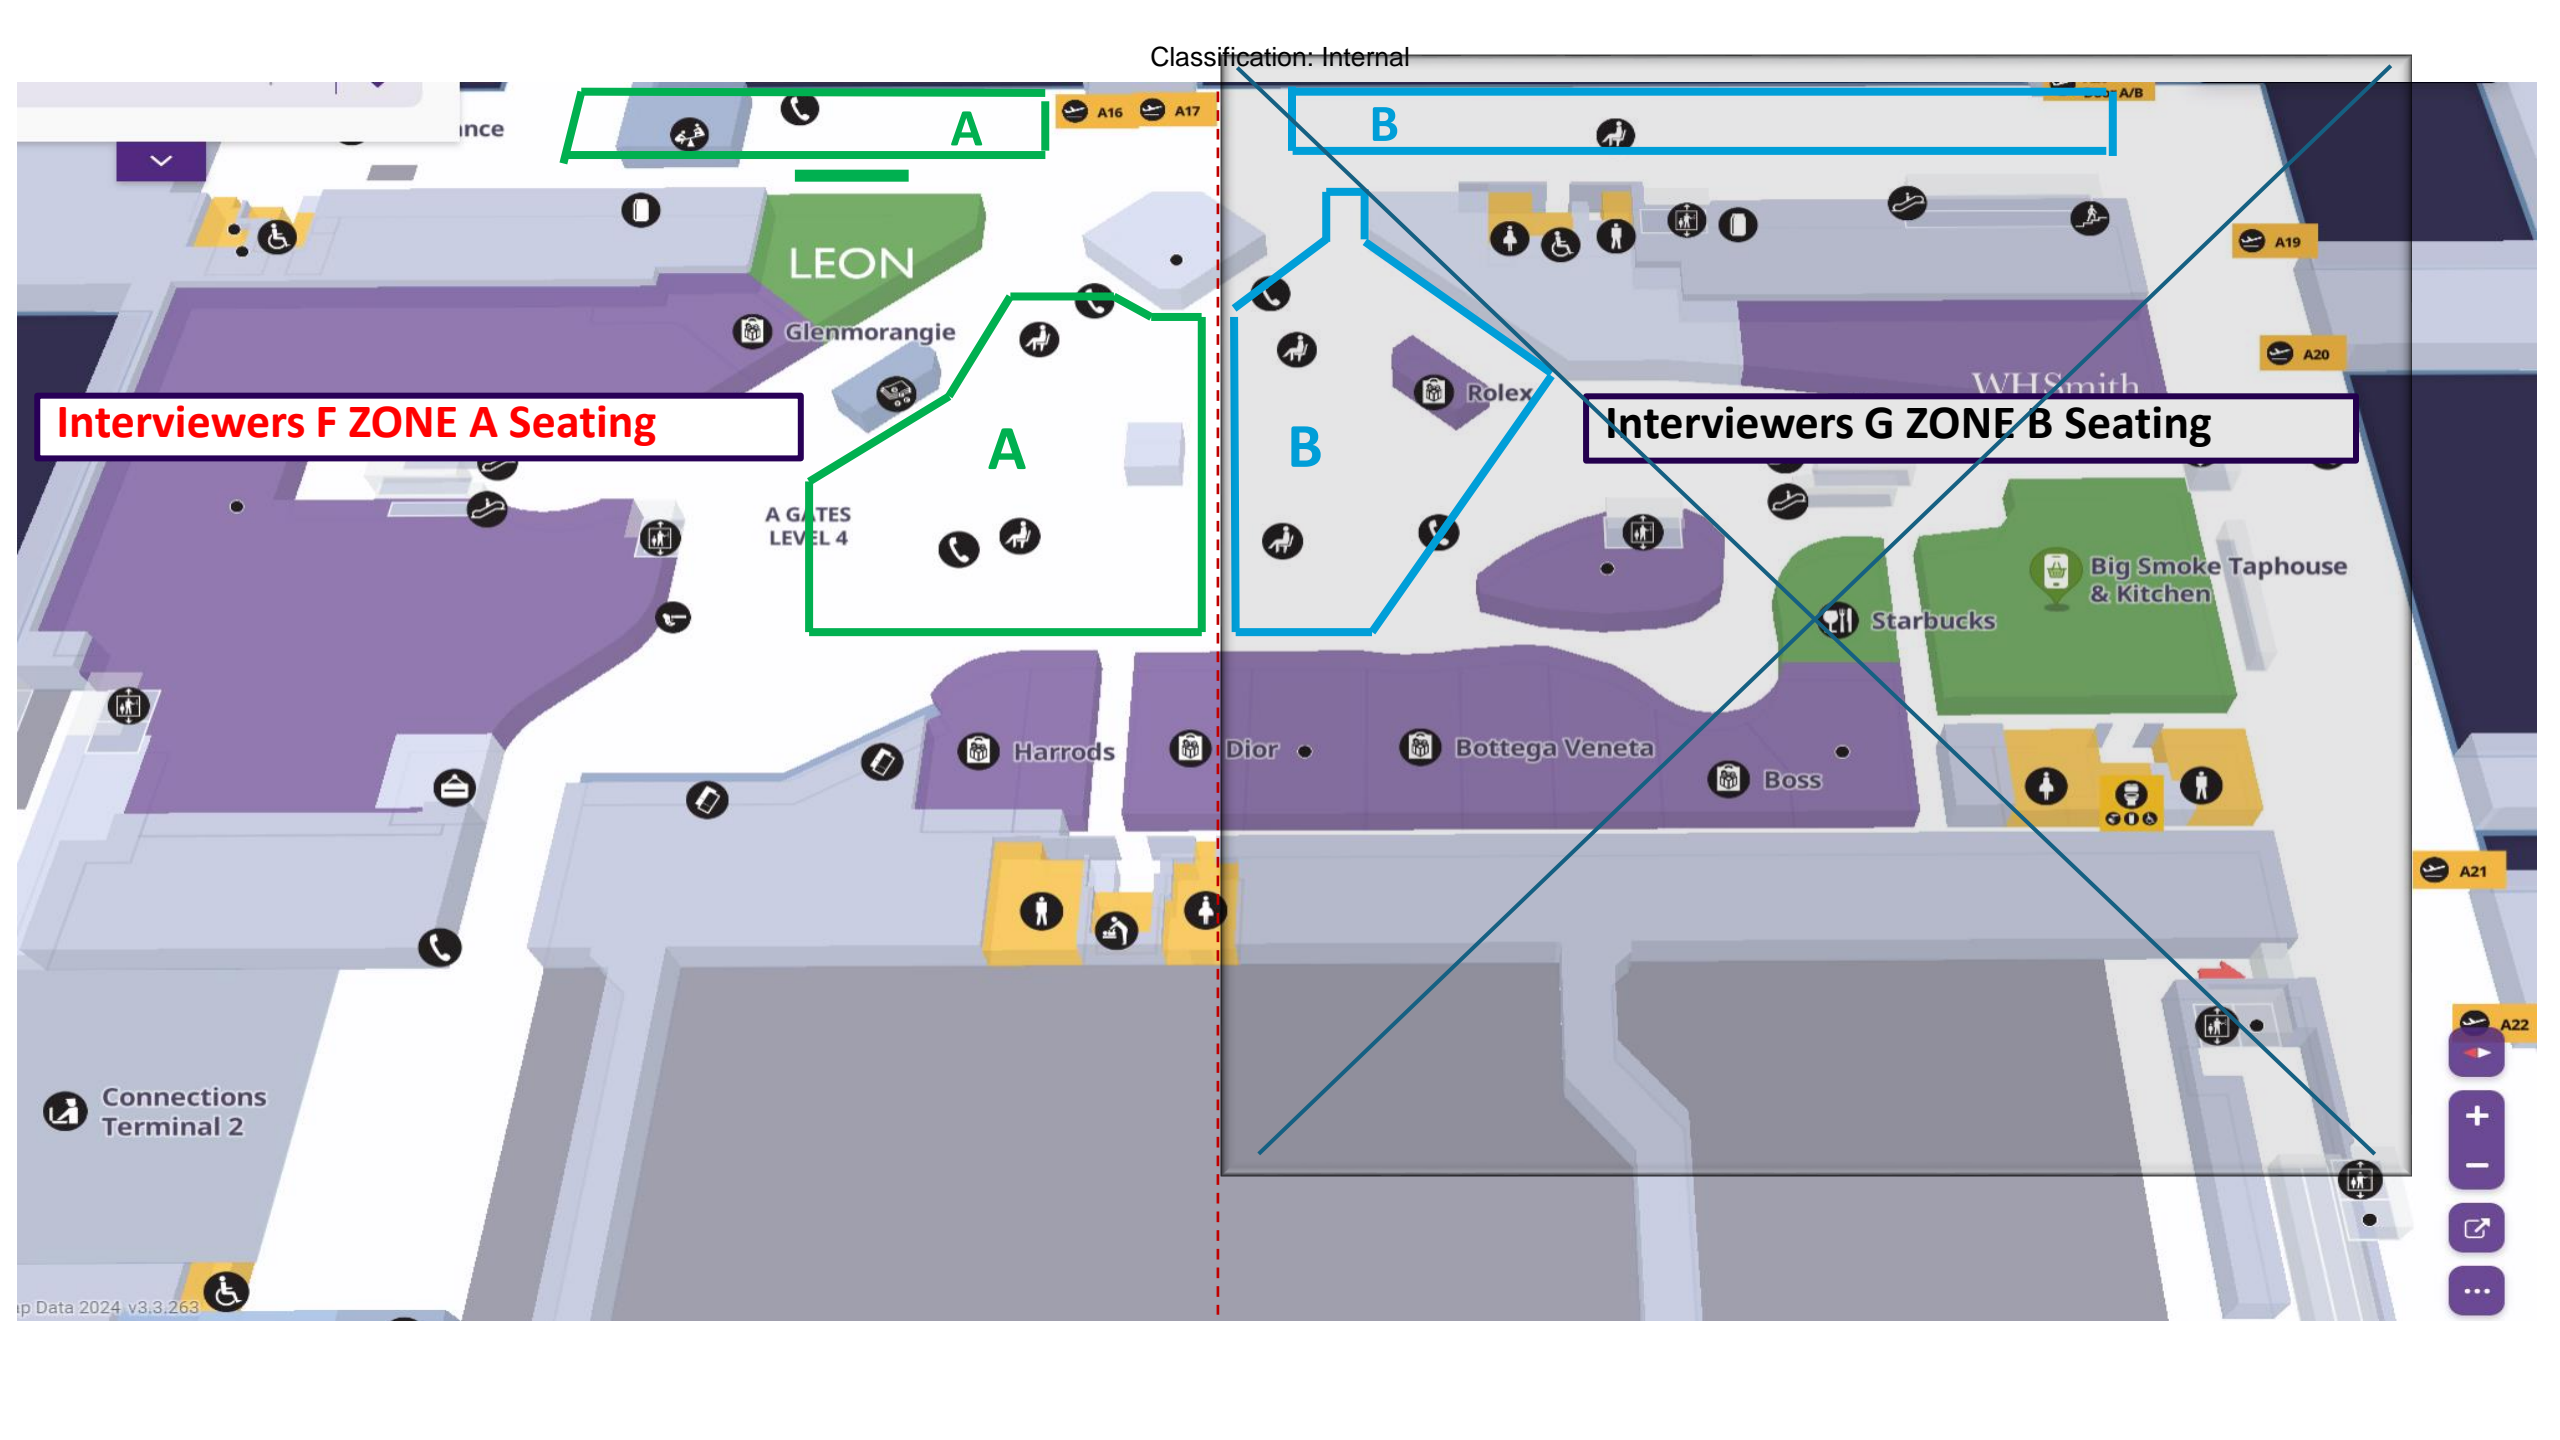 Classification: Internal
A
A16
A17
B
A/B
A19
LEON
Glenmorangie
A20
WHSmith
Rolex
Interviewers F ZONE A Seating
Interviewers G ZONE B Seating
A
B
A GATES
LEVEL 4
Big Smoke Taphouse
& Kitchen
Starbucks
Harrods
Dior
Bottega Veneta
Boss
A21
A22
Connections
Terminal 2
Data 2024 v3.3.263